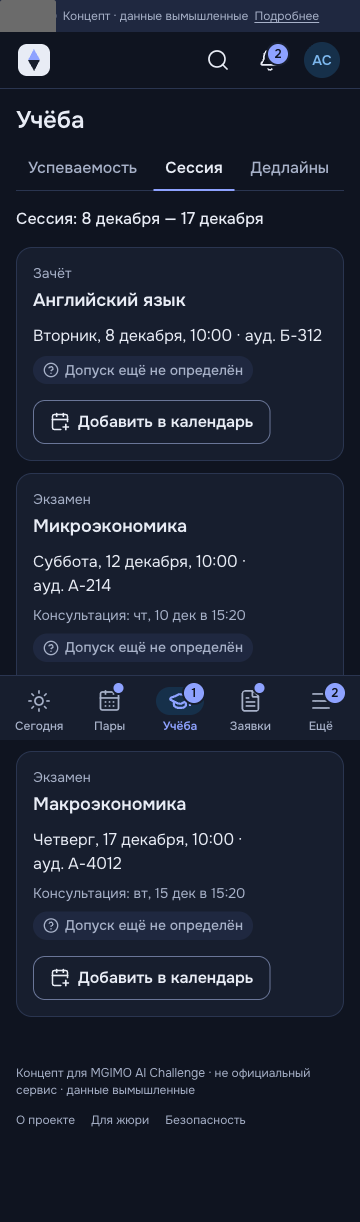 Концепт · данные вымышленные Подробнее
2
АС
Учёба
Успеваемость Сессия Дедлайны
Сессия: 8 декабря — 17 декабря
Зачёт
Английский язык
Вторник, 8 декабря, 10:00 · ауд. Б-312
Допуск ещё не определён
Добавить в календарь
Экзамен
Микроэкономика
Суббота, 12 декабря, 10:00 ·
ауд. А-214
Консультация: чт, 10 дек в 15:20
Допуск ещё не определён
1 2
Сегодня Пары Учёба Заявки Ещё
Экзамен
Макроэкономика
Четверг, 17 декабря, 10:00 ·
ауд. А-4012
Консультация: вт, 15 дек в 15:20
Допуск ещё не определён
Добавить в календарь
Концепт для MGIMO AI Challenge · не официальный
сервис · данные вымышленные
О проекте Для жюри Безопасность